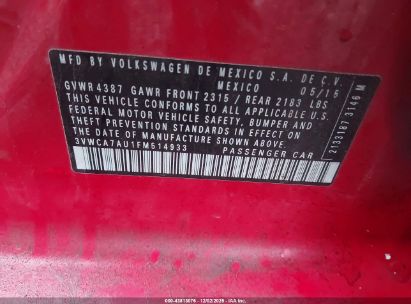 MFD BY VOLKSWAGEN DE MEXICO S.A. DE C.V.
MEXICO 05/15
GVWR 4387 GAWR FRONT 2315 / REAR 2183 LBS
THIS VEHICLE CONFORMS TO ALL APPLICABLE U.S.
FEDERAL MOTOR VEHICLE SAFETY, BUMPER AND
THEFT PREVENTION STANDARDS IN EFFECT ON THE
DATE OF MANUFACTURE SHOWN ABOVE.
3VWCA7AU1FM514933 PASSENGER CAR
2133187 3146 M